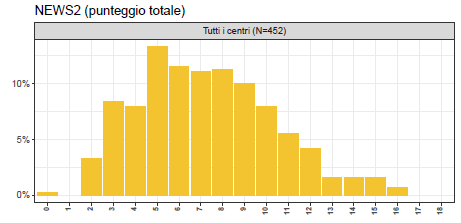 NEWS2 (punteggio totale)
Tutti i centri (N=452)
10%
5%
0%
0 1 2 3 4 5 6 7 8 9 10 11 12 13 14 15 16 17 18